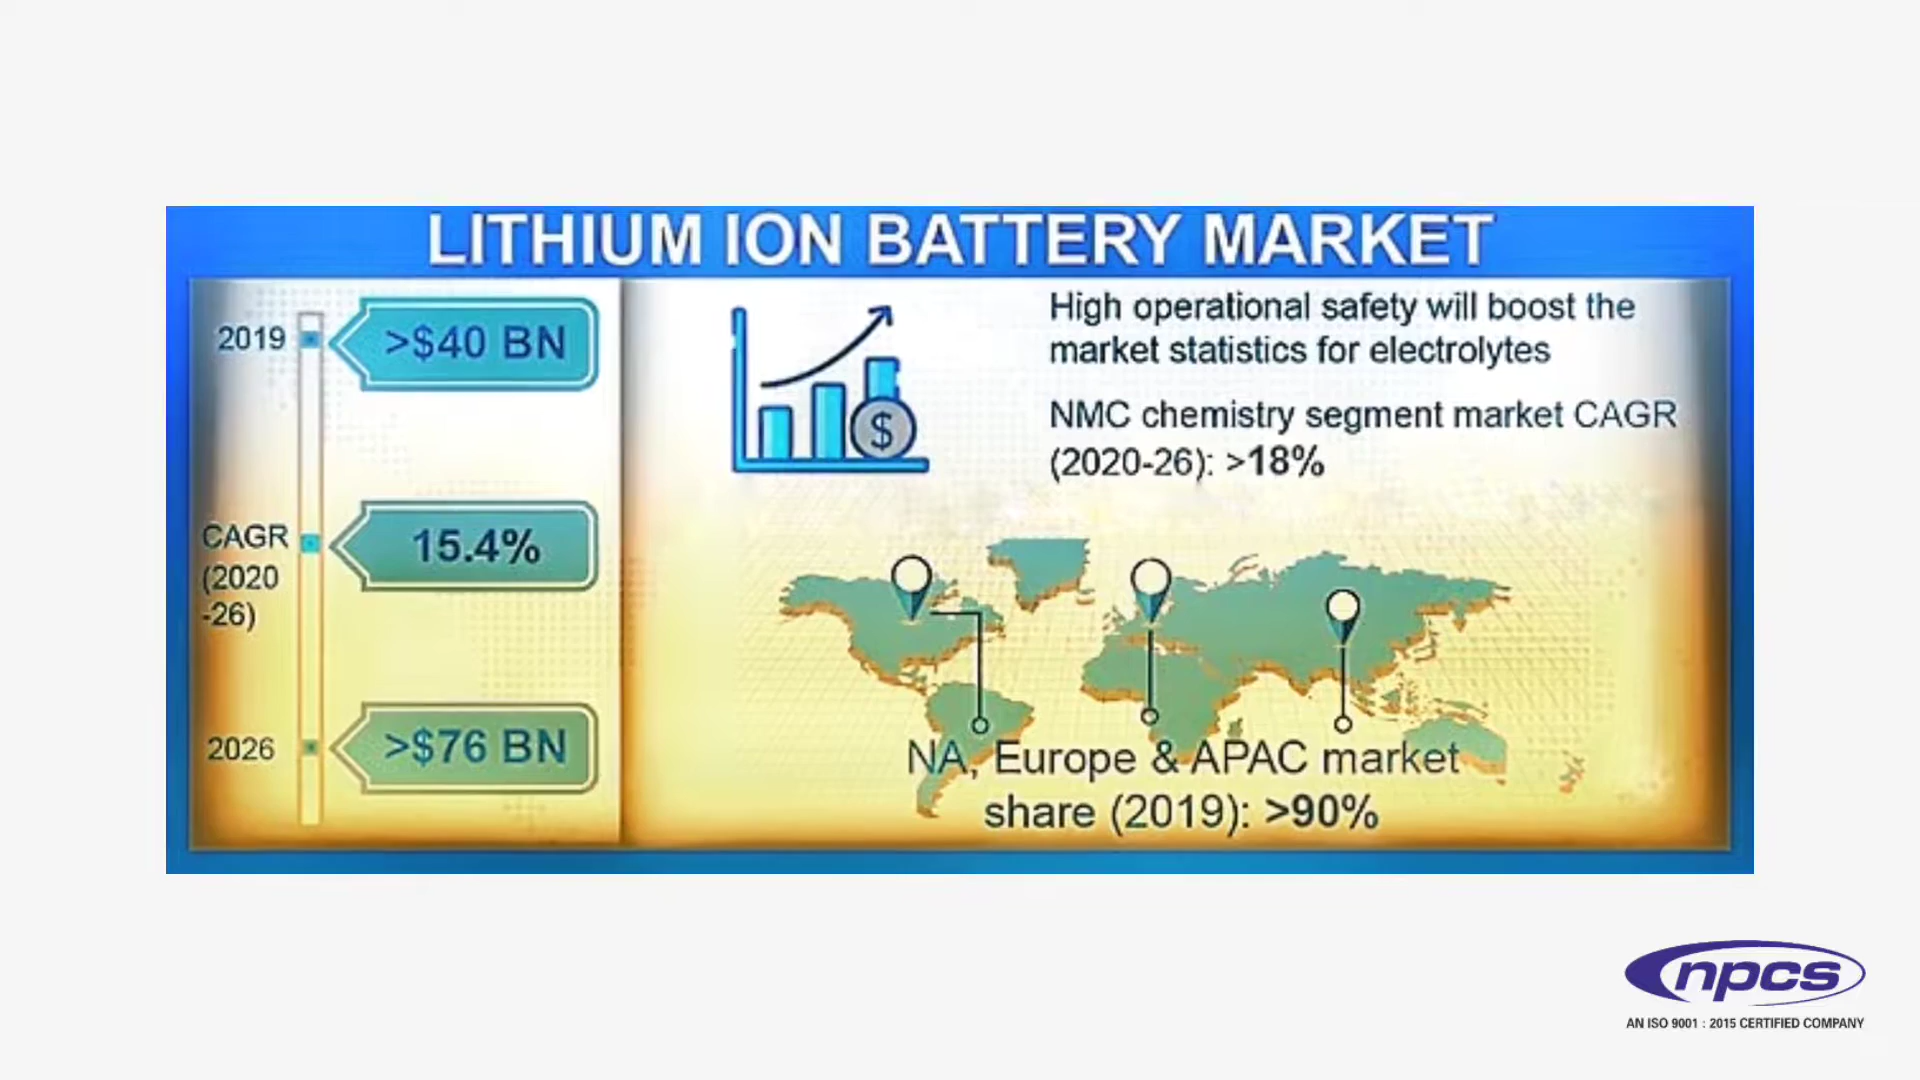 LITHIUM ION BATTERY MARKET
2019
>$40 BN
CAGR
(2020
-26)
15.4%
2026
>$76 BN
$
High operational safety will boost the
market statistics for electrolytes
NMC chemistry segment market CAGR
(2020-26): >18%
NA, Europe & APAC market
share (2019): >90%
npcs
AN ISO 9001 : 2015 CERTIFIED COMPANY